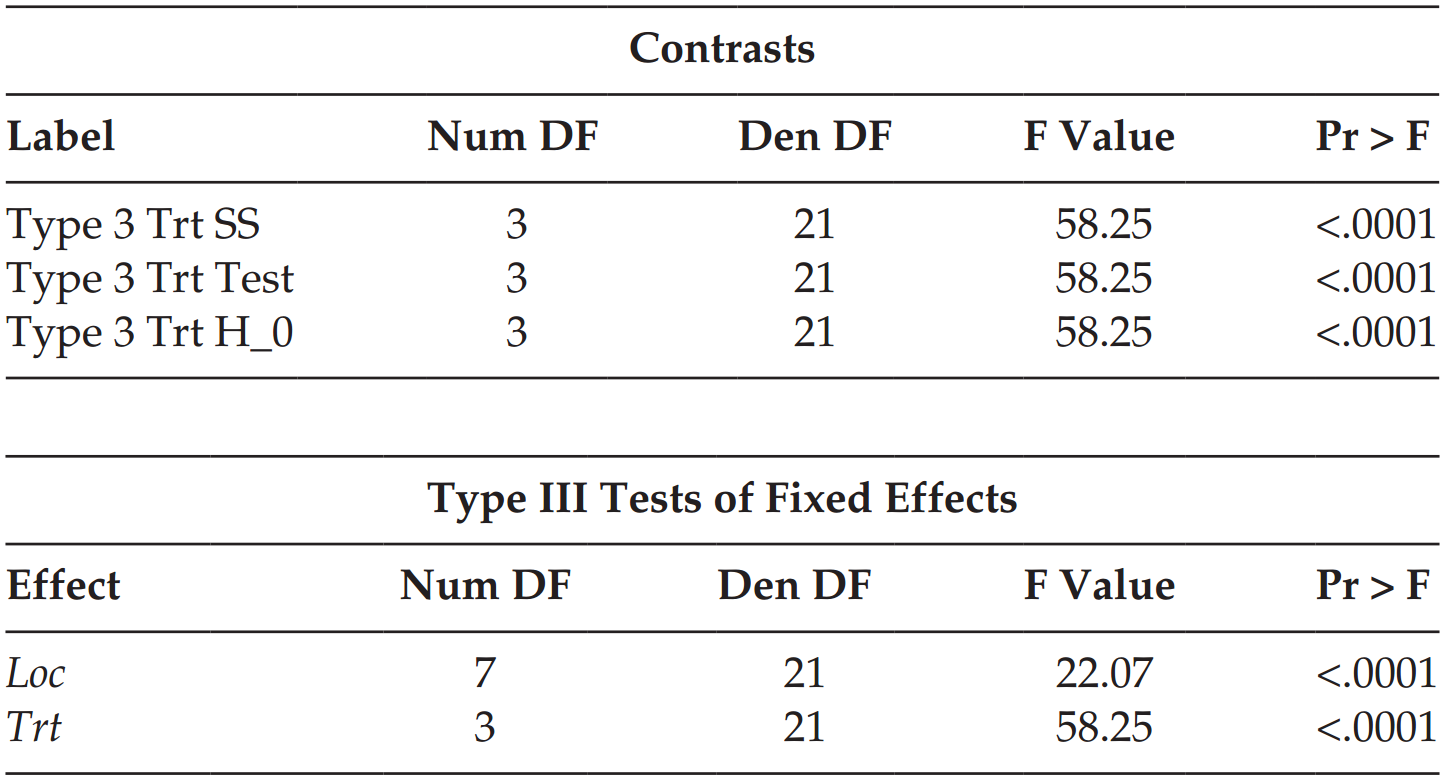 Contrasts
Label Num DF Den DF F Value Pr > F
Type 3 Trt SS 3 21 58.25 <.0001
Type 3 Trt Test 3 21 58.25 <.0001
Type 3 Trt H_0 3 21 58.25 <.0001
Type III Tests of Fixed Effects
Effect Num DF Den DF F Value Pr > F
Loc 7 21 22.07 <.0001
Trt 3 21 58.25 <.0001